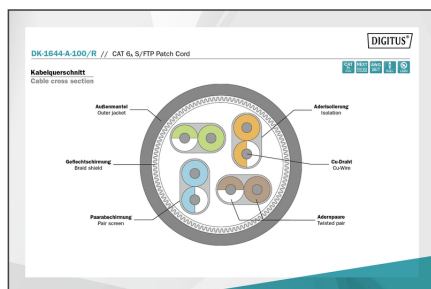 DIGITUS®
DK-1644-A-100/R // CAT 6A S/FTP Patch Cord
Kabelquerschnitt
Cable cross section
Außenmantel
Outer jacket
Aderisolierung
Isolation
Geflechtschirmung
Braid shield
Cu-Draht
Cu-Wire
Paarabschirmung
Pair screen
Adernpaare
Twisted pair